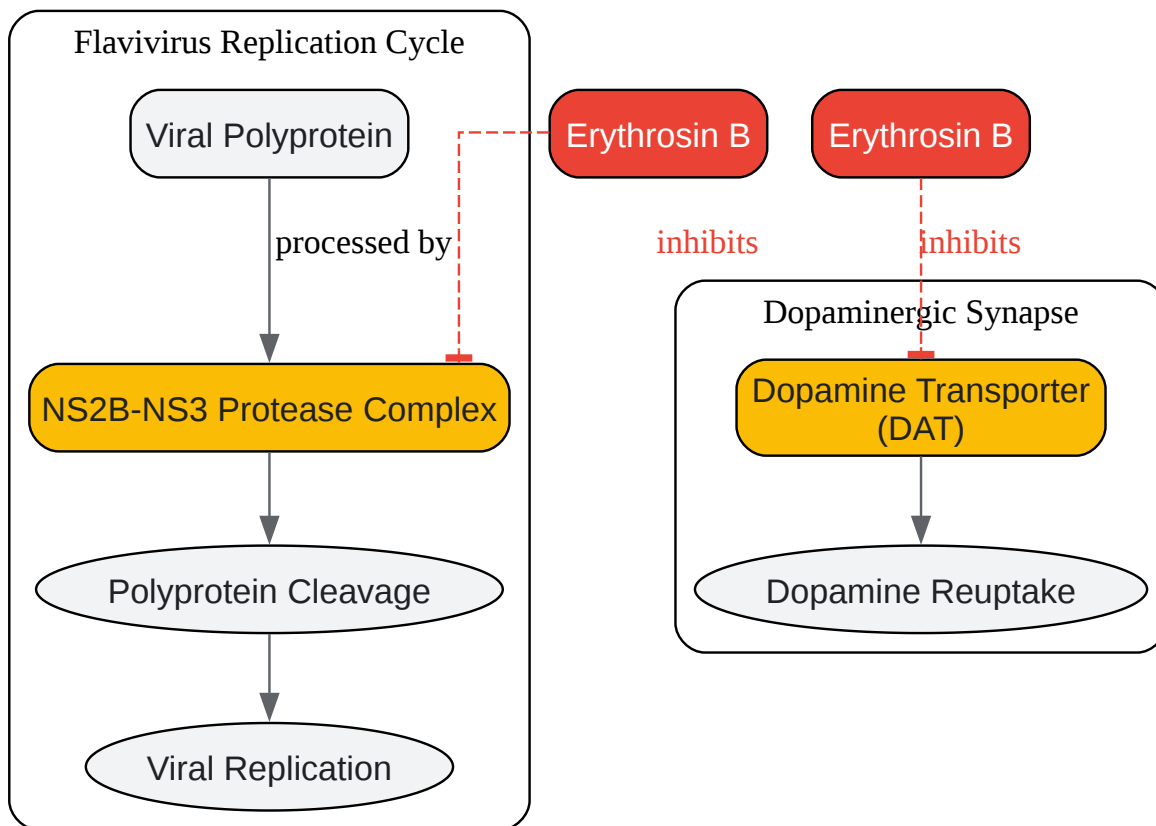 Flavivirus Replication Cycle
Viral Polyprotein
Erythrosin B
Erythrosin B
processed by
inhibits
inhibits
Dopaminergic Synapse
NS2B-NS3 Protease Complex
Dopamine Transporter
(DAT)
Polyprotein Cleavage
Dopamine Reuptake
Viral Replication